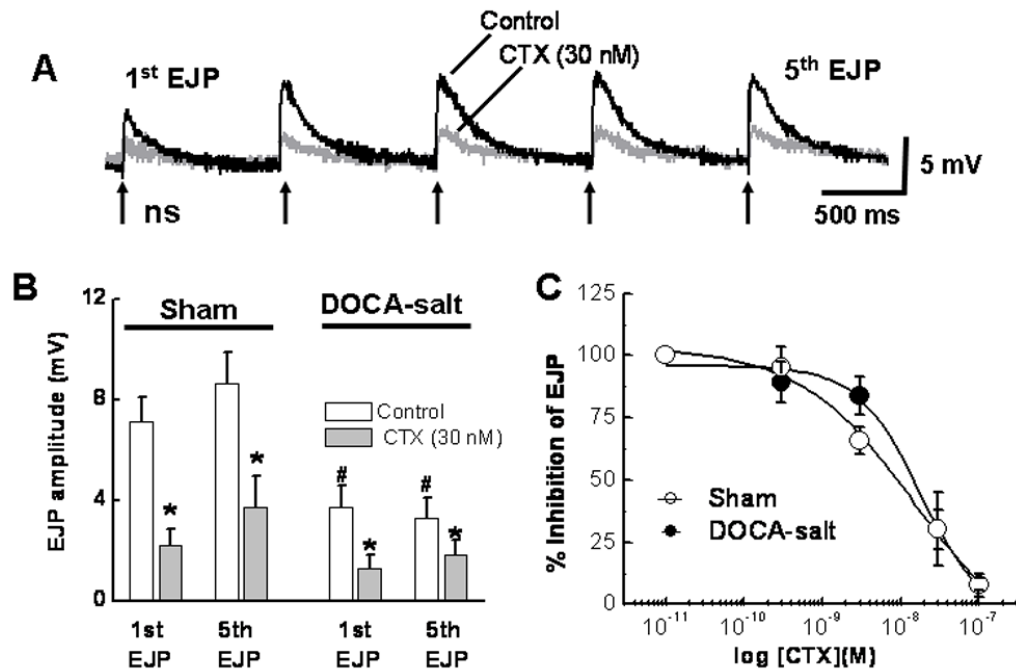 A
1st EJP
Control
CTX (30 nM)
5th EJP
ns
5 mV
500 ms
B
EJP amplitude (mV)
12
8
4
0
Sham
DOCA-salt
Control
CTX (30 nM)
*
*
#
*
#
*
1st
EJP
5th
EJP
1st
EJP
5th
EJP
C
% Inhibition of EJP
125
100
75
50
25
0
Sham
DOCA-salt
10-11
10-10
10-9
10-8
10-7
log [CTX](M)